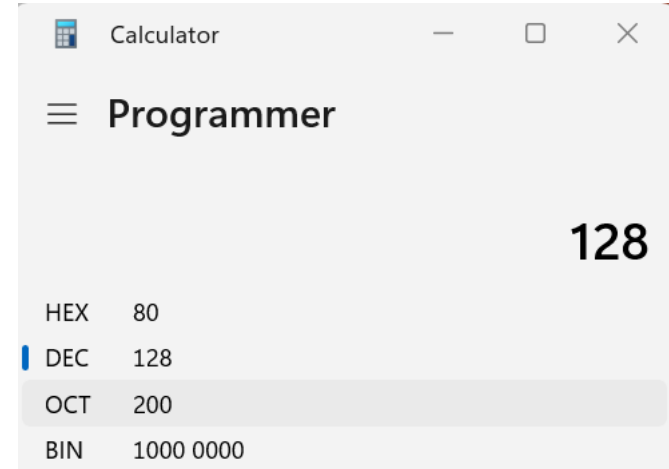 Calculator
Programmer
128
HEX 80
DEC 128
OCT 200
BIN 1000 0000